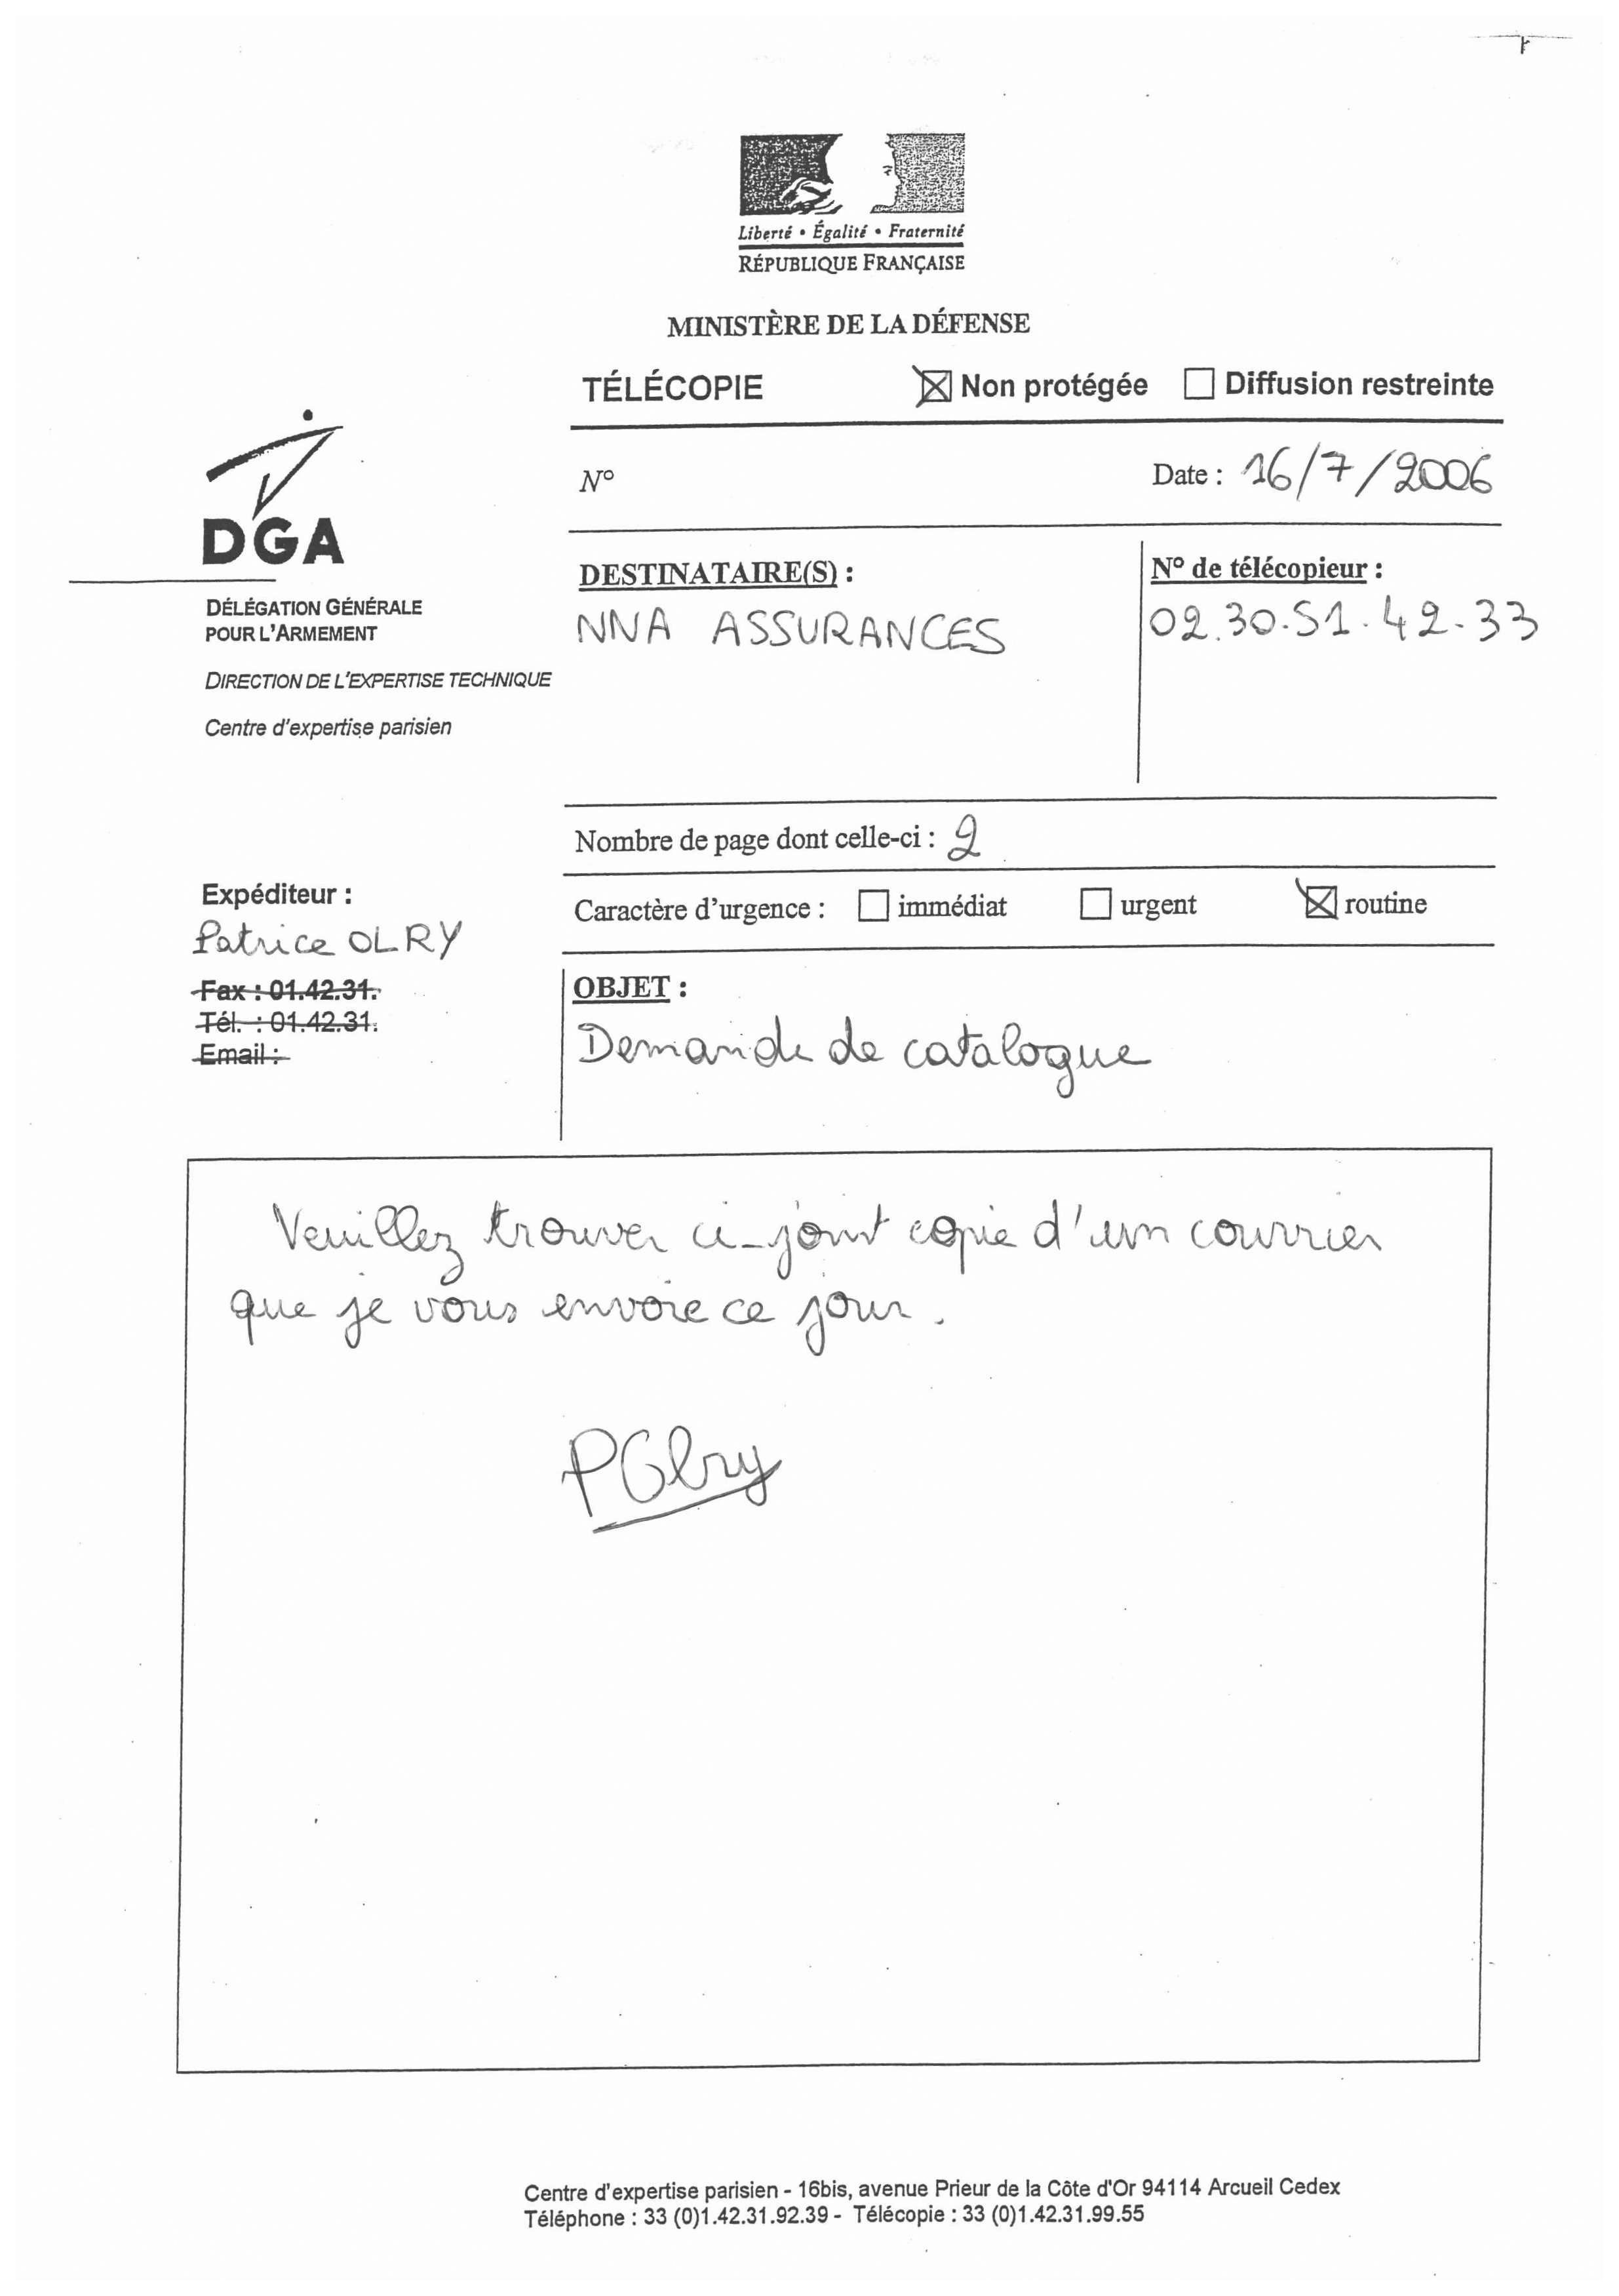 Liberté • Égalité • Fraternité
RÉPUBLIQUE FRANÇAISE
MINISTÈRE DE LA DÉFENSE
TÉLÉCOPIE Non protégée Diffusion restreinte
DGA
DÉLÉGATION GÉNÉRALE
POUR L'ARMEMENT
DIRECTION DE L'EXPERTISE TECHNIQUE
Centre d'expertise parisien
N° Date : 16/7/2006
DESTINATAIRE(S) : N° de télécopieur :
NNA ASSURANCES 02.30.51.42.33
Nombre de page dont celle-ci : 2
Caractère d'urgence : immédiat urgent routine
Expéditeur :
Patrice OLRY
Fax : 01.42.31.
Tél. : 01.42.31.
Email :
OBJET :
Demande de catalogue
Veuillez trouver ci-joint copie d'un courrier
que je vous envoie ce jour.
POlry
Centre d'expertise parisien - 16bis, avenue Prieur de la Côte d'Or 94114 Arcueil Cedex
Téléphone : 33 (0)1.42.31.92.39 - Télécopie : 33 (0)1.42.31.99.55